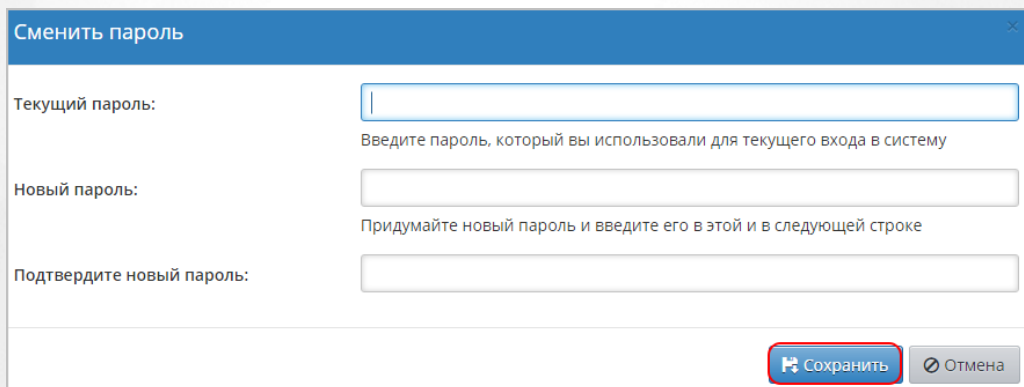 Сменить пароль
Текущий пароль:
Введите пароль, который вы использовали для текущего входа в систему
Новый пароль:
Придумайте новый пароль и введите его в этой и в следующей строке
Подтвердите новый пароль:
Сохранить
Отмена